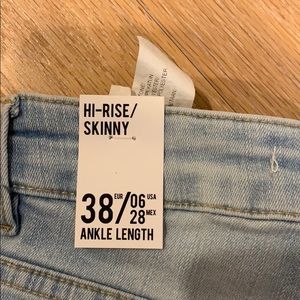 HI-RISE/
SKINNY
38 EUR / 06 USA
28 MEX
ANKLE LENGTH